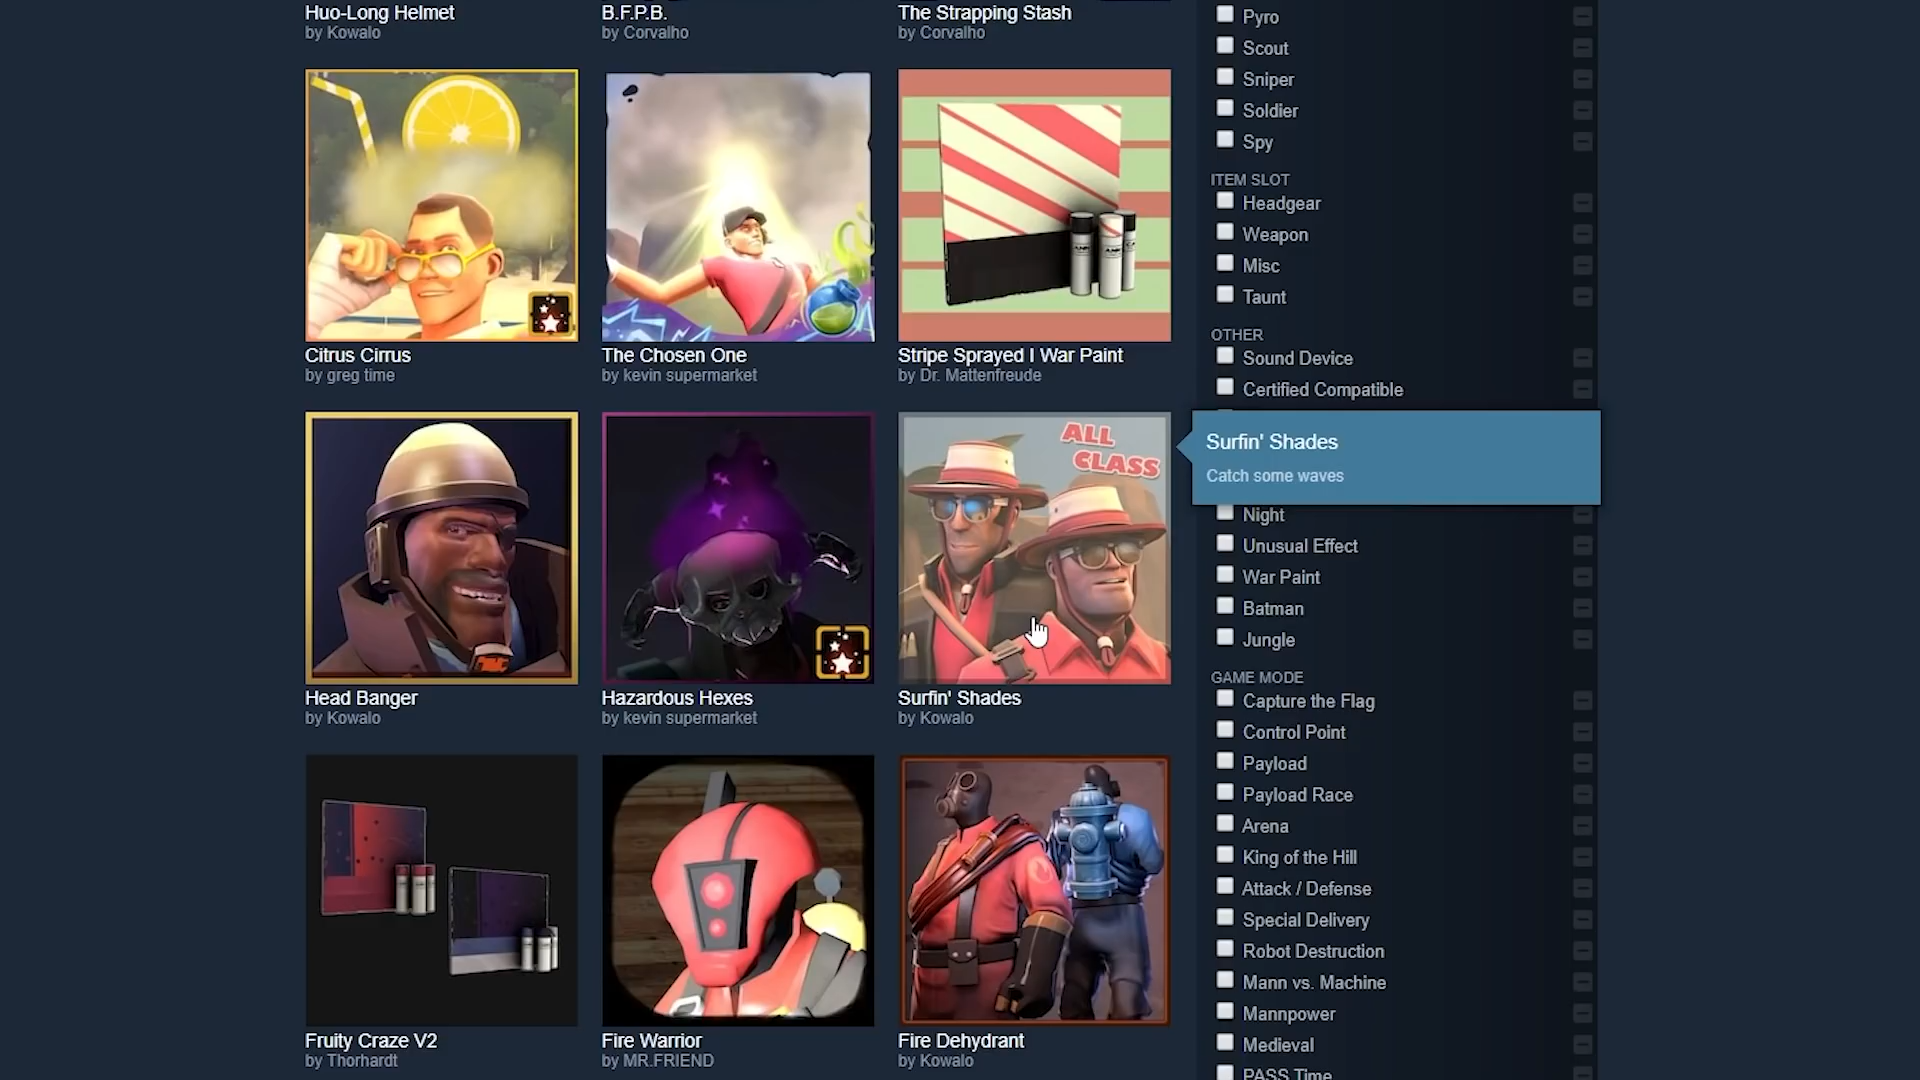 Huo-Long Helmet
by Kowalo
B.F.P.B.
by Corvalho
The Strapping Stash
by Corvalho
Citrus Cirrus
by greg time
The Chosen One
by kevin supermarket
Stripe Sprayed I War Paint
by Dr. Mattenfreude
ALL
CLASS
Head Banger
by Kowalo
Hazardous Hexes
by kevin supermarket
Surfin' Shades
by Kowalo
Fruity Craze V2
by Thorhardt
Fire Warrior
by MR.FRIEND
Fire Dehydrant
by Kowalo
Pyro
Scout
Sniper
Soldier
Spy
ITEM SLOT
Headgear
Weapon
Misc
Taunt
OTHER
Sound Device
Certified Compatible
Surfin' Shades
Catch some waves
Night
Unusual Effect
War Paint
Batman
Jungle
GAME MODE
Capture the Flag
Control Point
Payload
Payload Race
Arena
King of the Hill
Attack / Defense
Special Delivery
Robot Destruction
Mann vs. Machine
Mannpower
Medieval
PASS Time